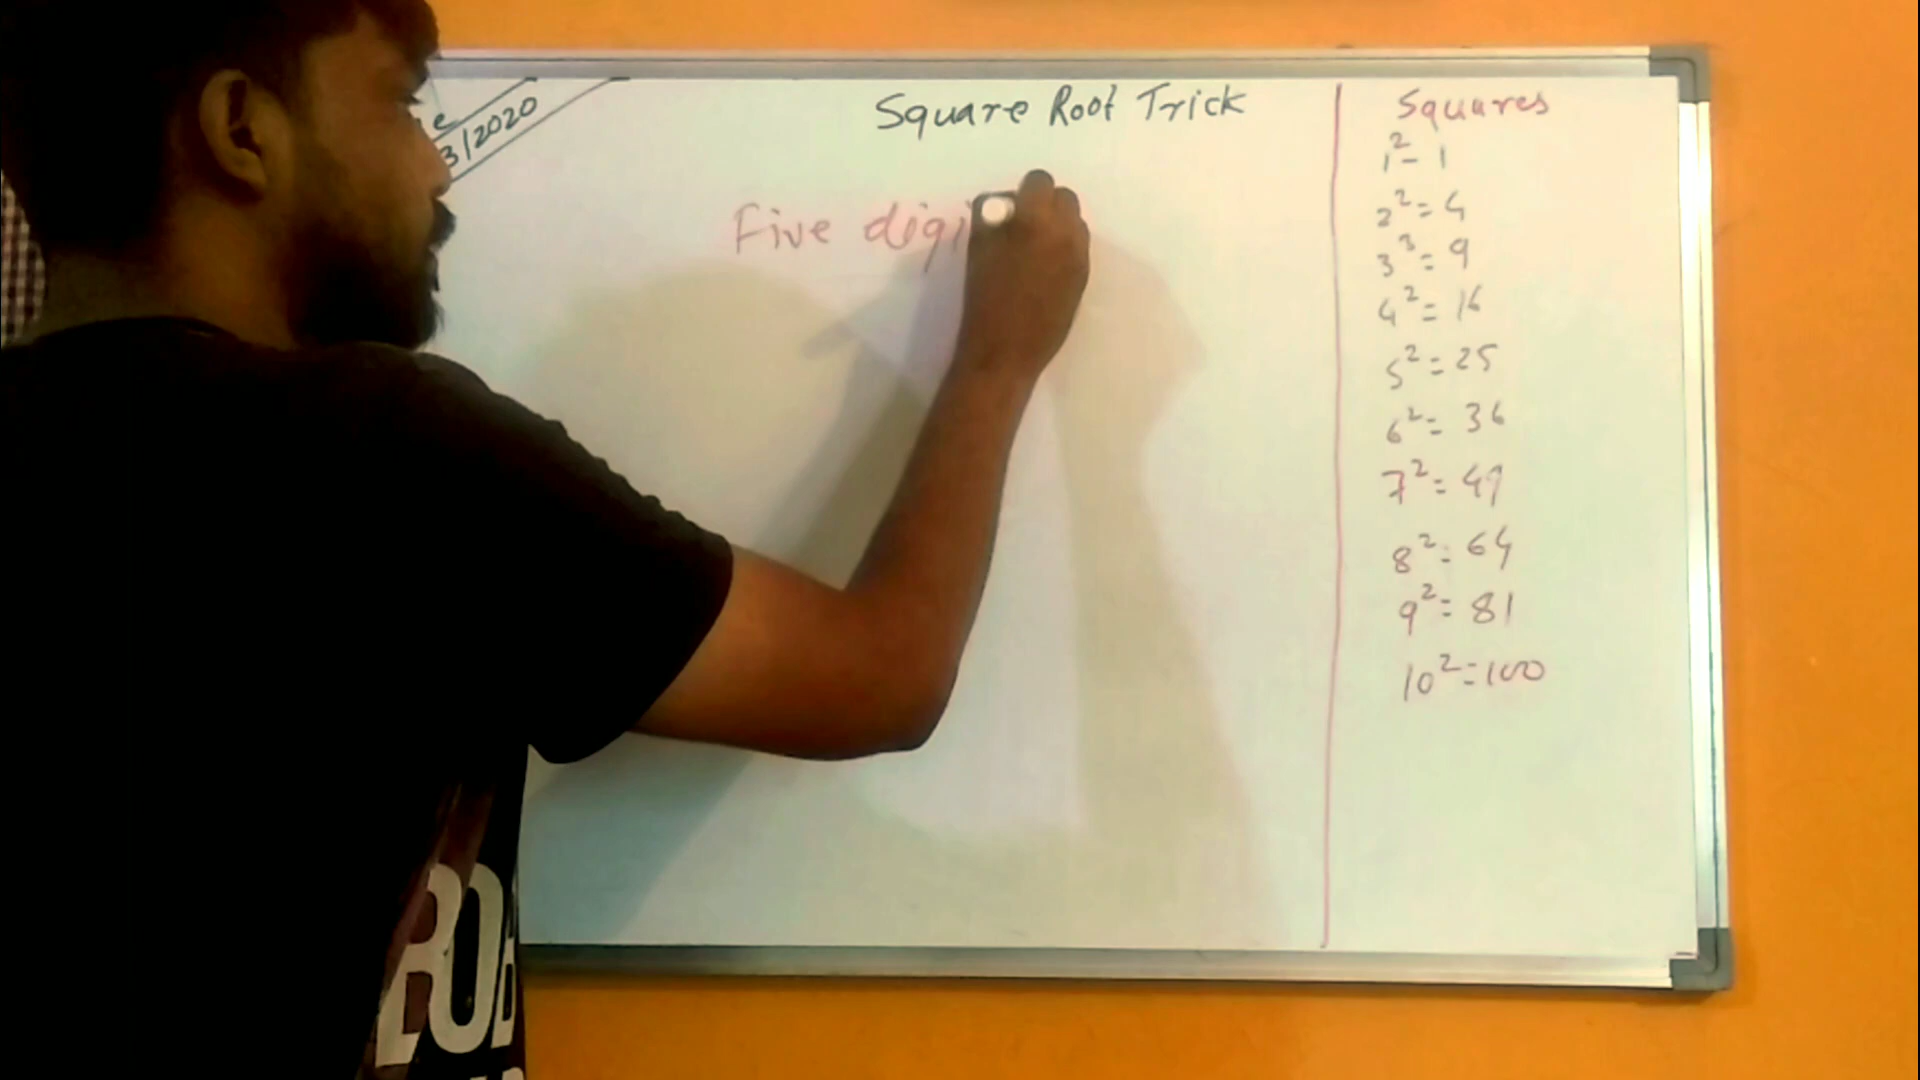 e
3/2020
Square Root Trick
Five digi
Squares
1² - 1
2² = 4
3³ = 9
4² = 16
5² = 25
6² = 36
7² = 49
8² = 64
9² = 81
10² = 100